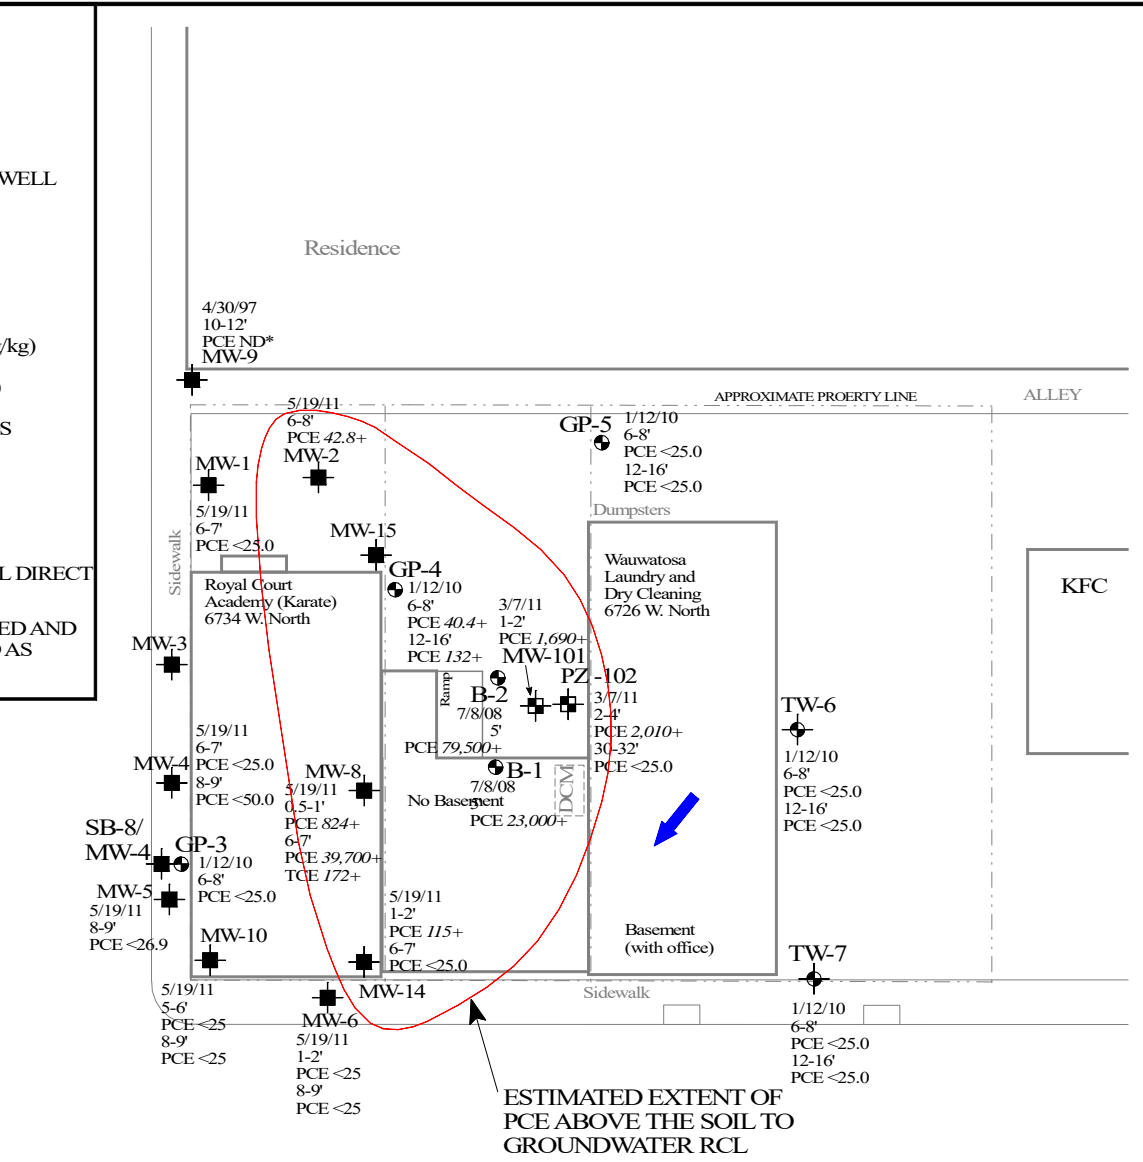 WELL
/kg)
)
S
L DIRECT
ED AND
AS
Residence
4/30/97
10-12'
PCE ND*
MW-9
APPROXIMATE PROERTY LINE
ALLEY
5/19/11
6-8'
PCE 42.8+
MW-2
GP-5
1/12/10
6-8'
PCE <25.0
12-16'
PCE <25.0
MW-1
5/19/11
6-7'
PCE <25.0
Dumpsters
Sidewalk
MW-15
GP-4
1/12/10
6-8'
PCE 40.4+
12-16'
PCE 132+
Royal Court
Academy (Karate)
6734 W. North
Wauwatosa
Laundry and
Dry Cleaning
6726 W. North
KFC
3/7/11
1-2'
PCE 1,690+
MW-101
MW-3
Ramp
B-2
7/8/08
5'
PCE 79,500+
PZ -102
3/7/11
2-4'
PCE 2,010+
30-32'
PCE <25.0
TW-6
1/12/10
6-8'
PCE <25.0
12-16'
PCE <25.0
5/19/11
6-7'
PCE <25.0
8-9'
PCE <50.0
MW-4
MW-8
5/19/11
0.5-1'
PCE 824+
6-7'
PCE 39,700+
TCE 172+
B-1
7/8/08
5'
PCE 23,000+
No Basement
DCM
SB-8/
MW-4
GP-3
1/12/10
6-8'
PCE <25.0
MW-5
5/19/11
8-9'
PCE <26.9
5/19/11
1-2'
PCE 115+
6-7'
PCE <25.0
MW-14
Basement
(with office)
MW-10
5/19/11
5-6'
PCE <25
8-9'
PCE <25
MW-6
5/19/11
1-2'
PCE <25
8-9'
PCE <25
Sidewalk
TW-7
1/12/10
6-8'
PCE <25.0
12-16'
PCE <25.0
ESTIMATED EXTENT OF
PCE ABOVE THE SOIL TO
GROUNDWATER RCL